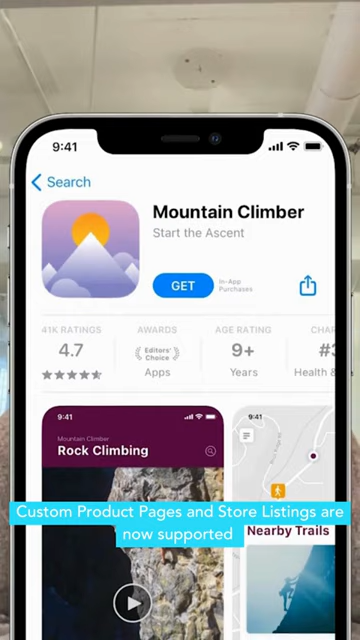 9:41
Search
Mountain Climber
Start the Ascent
GET
In-App
Purchases
41K RATINGS
AWARDS
AGE RATING
CHAR
4.7
Editors'
Choice
9+
#3
Apps
Years
Health &
9:41
9:41
Mountain Climber
Rock Climbing
Custom Product Pages and Store Listings are
now supported
Nearby Trails